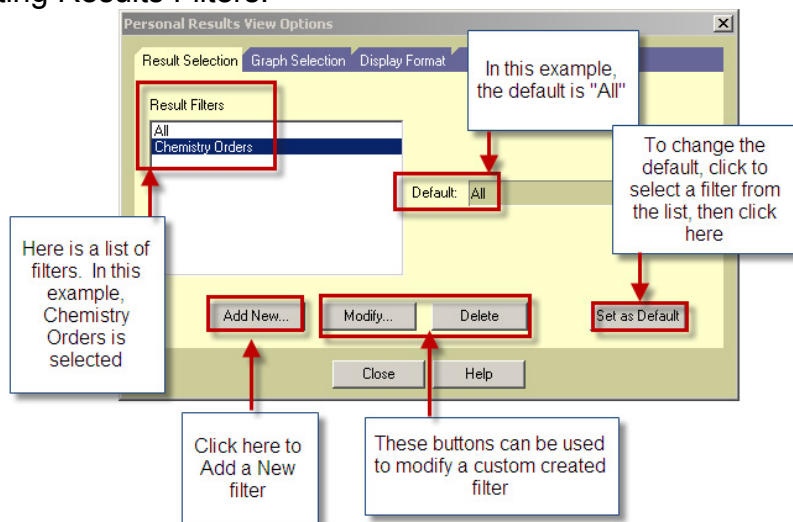 ting Results Filters.
Personal Results View Options
Result Selection Graph Selection Display Format
In this example,
the default is "All"
Result Filters
All
Chemistry Orders
To change the
default, click to
select a filter from
the list, then click
here
Default: All
Here is a list of
filters. In this
example,
Chemistry
Orders is
selected
Add New... Modify... Delete Set as Default
Close Help
Click here to
Add a New
filter
These buttons can be used
to modify a custom created
filter